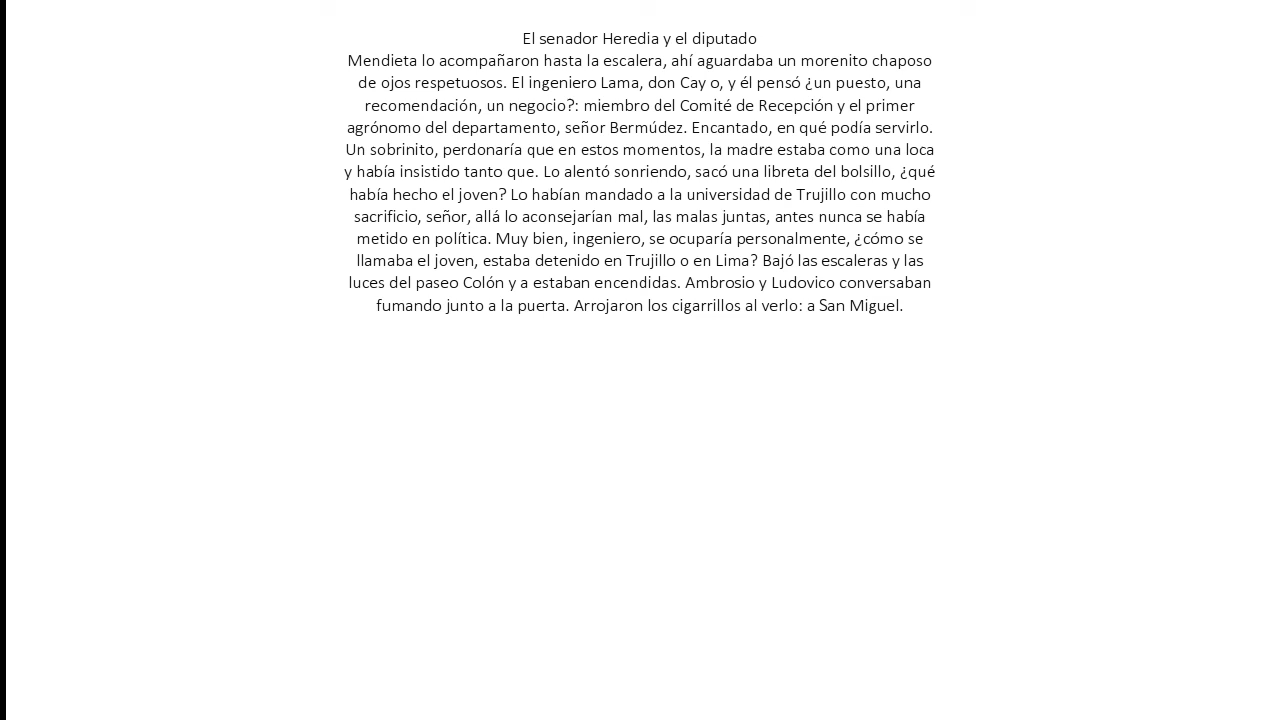 El senador Heredia y el diputado
Mendieta lo acompañaron hasta la escalera, ahí aguardaba un morenito chaposo
de ojos respetuosos. El ingeniero Lama, don Cay o, y él pensó ¿un puesto, una
recomendación, un negocio?: miembro del Comité de Recepción y el primer
agrónomo del departamento, señor Bermúdez. Encantado, en qué podía servirlo.
Un sobrinito, perdonaría que en estos momentos, la madre estaba como una loca
y había insistido tanto que. Lo alentó sonriendo, sacó una libreta del bolsillo, ¿qué
había hecho el joven? Lo habían mandado a la universidad de Trujillo con mucho
sacrificio, señor, allá lo aconsejarían mal, las malas juntas, antes nunca se había
metido en política. Muy bien, ingeniero, se ocuparía personalmente, ¿cómo se
llamaba el joven, estaba detenido en Trujillo o en Lima? Bajó las escaleras y las
luces del paseo Colón y a estaban encendidas. Ambrosio y Ludovico conversaban
fumando junto a la puerta. Arrojaron los cigarrillos al verlo: a San Miguel.